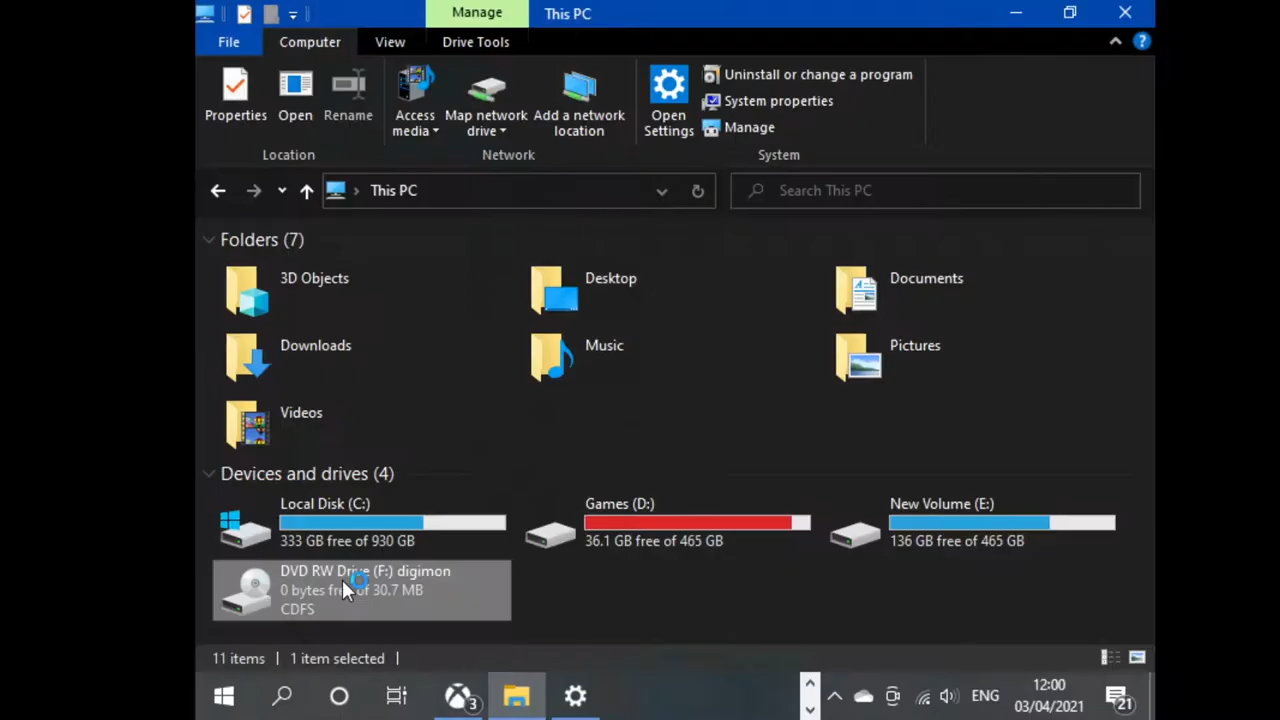 Manage
This PC
File
Computer
View
Drive Tools
Properties
Open
Rename
Access media
Map network drive
Add a network location
Open Settings
Uninstall or change a program
System properties
Manage
Location
Network
System
This PC
Search This PC
Folders (7)
3D Objects
Desktop
Documents
Downloads
Music
Pictures
Videos
Devices and drives (4)
Local Disk (C:)
333 GB free of 930 GB
Games (D:)
36.1 GB free of 465 GB
New Volume (E:)
136 GB free of 465 GB
DVD RW Drive (F:) digimon
0 bytes free of 30.7 MB
CDFS
11 items
1 item selected
3
ENG
12:00
03/04/2021
21